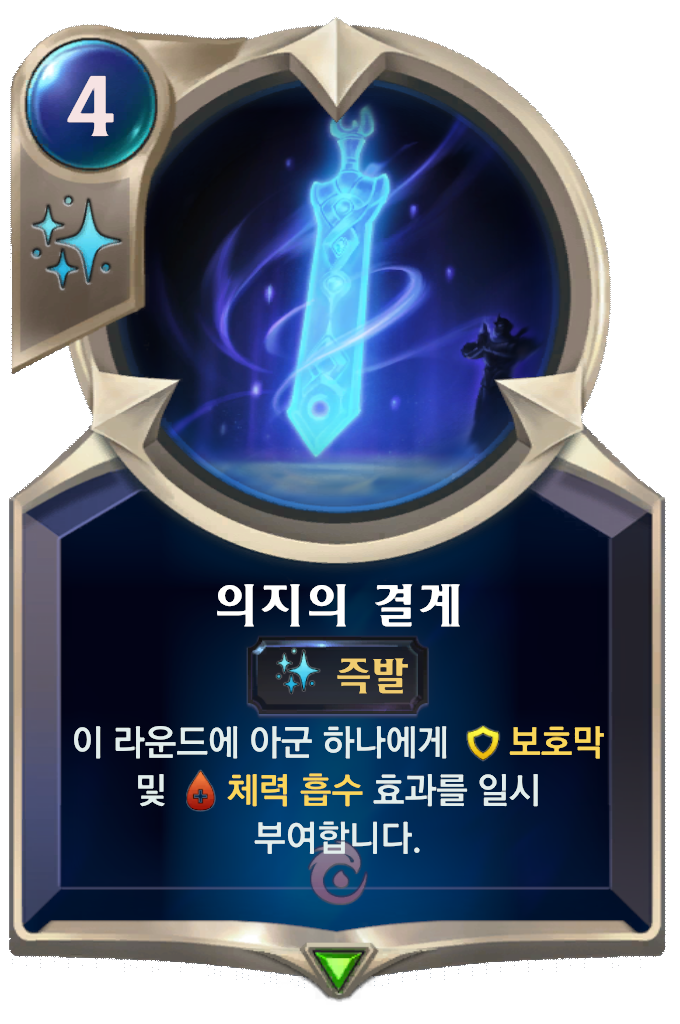 4
의지의 결계
즉발
이 라운드에 아군 하나에게 보호막
및 체력 흡수 효과를 일시
부여합니다.